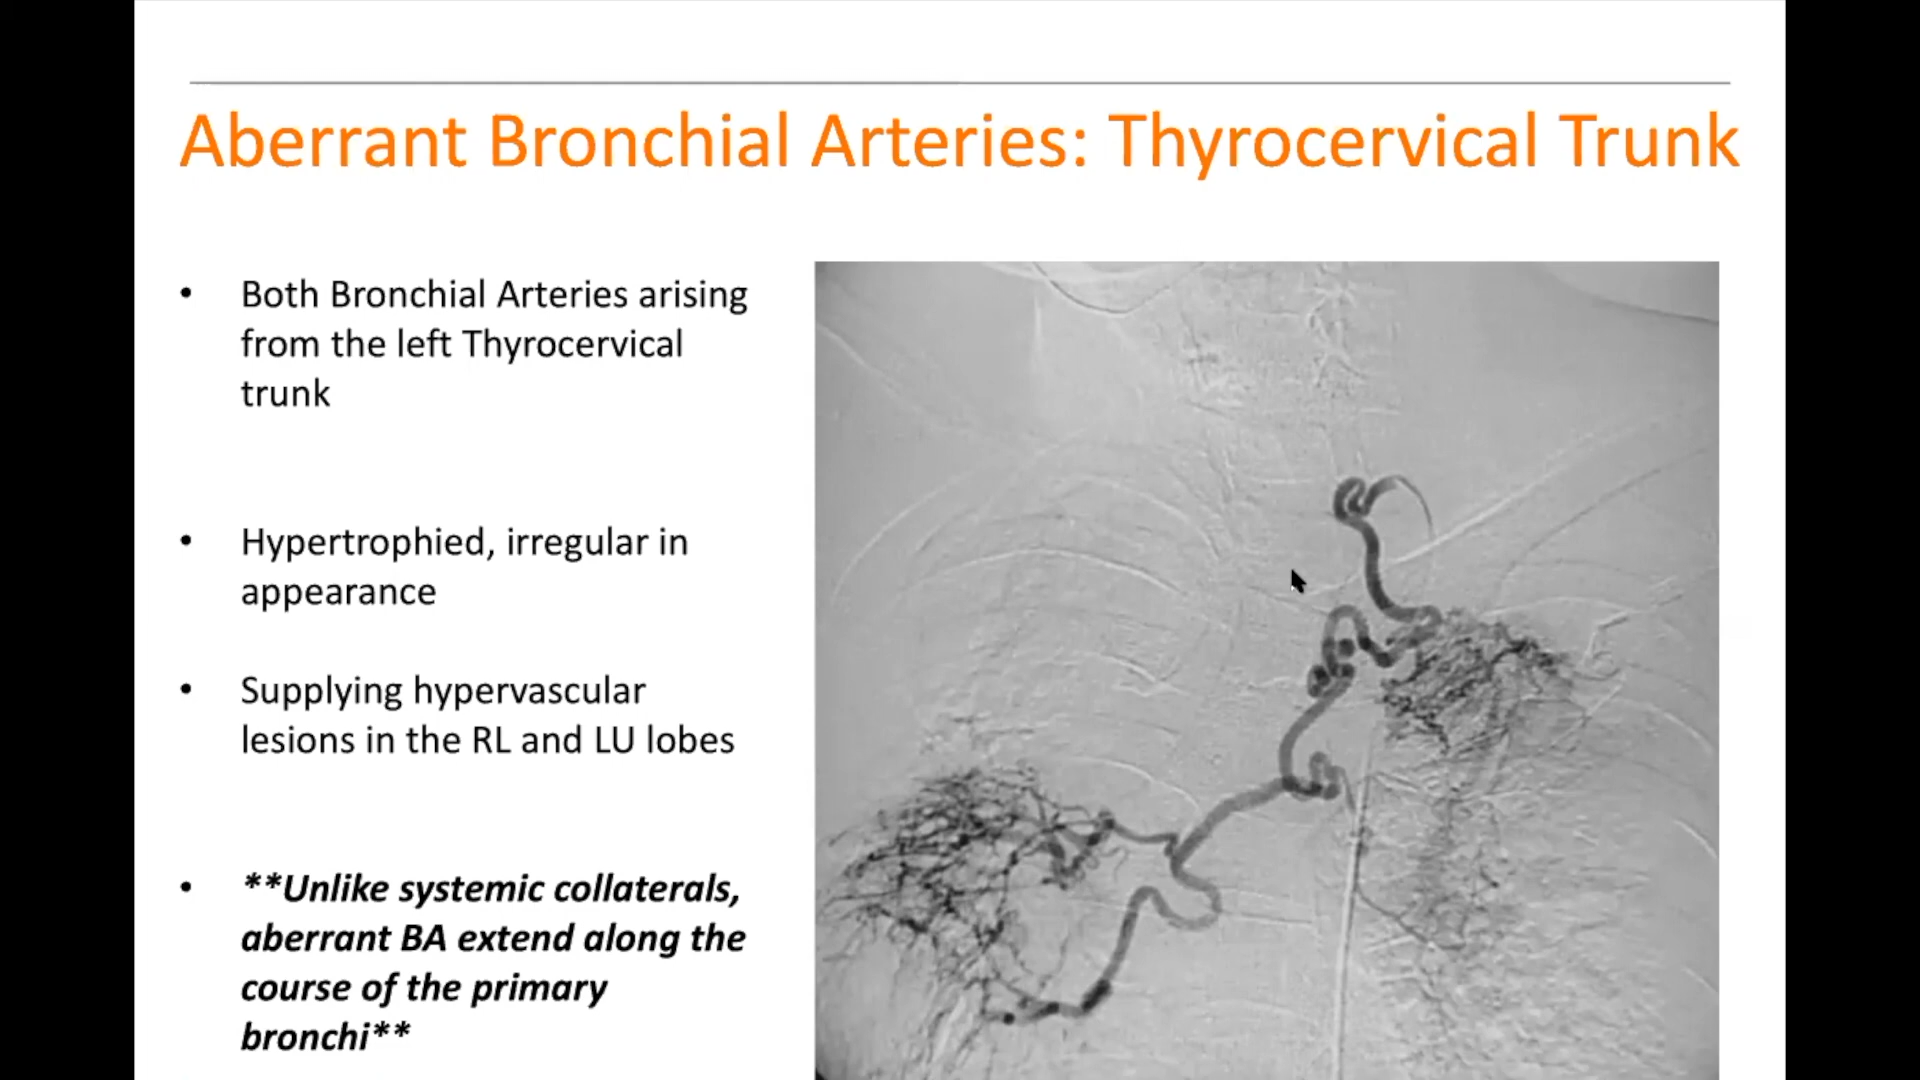 Aberrant Bronchial Arteries: Thyrocervical Trunk
• Both Bronchial Arteries arising
from the left Thyrocervical
trunk
• Hypertrophied, irregular in
appearance
• Supplying hypervascular
lesions in the RL and LU lobes
• **Unlike systemic collaterals,
aberrant BA extend along the
course of the primary
bronchi**